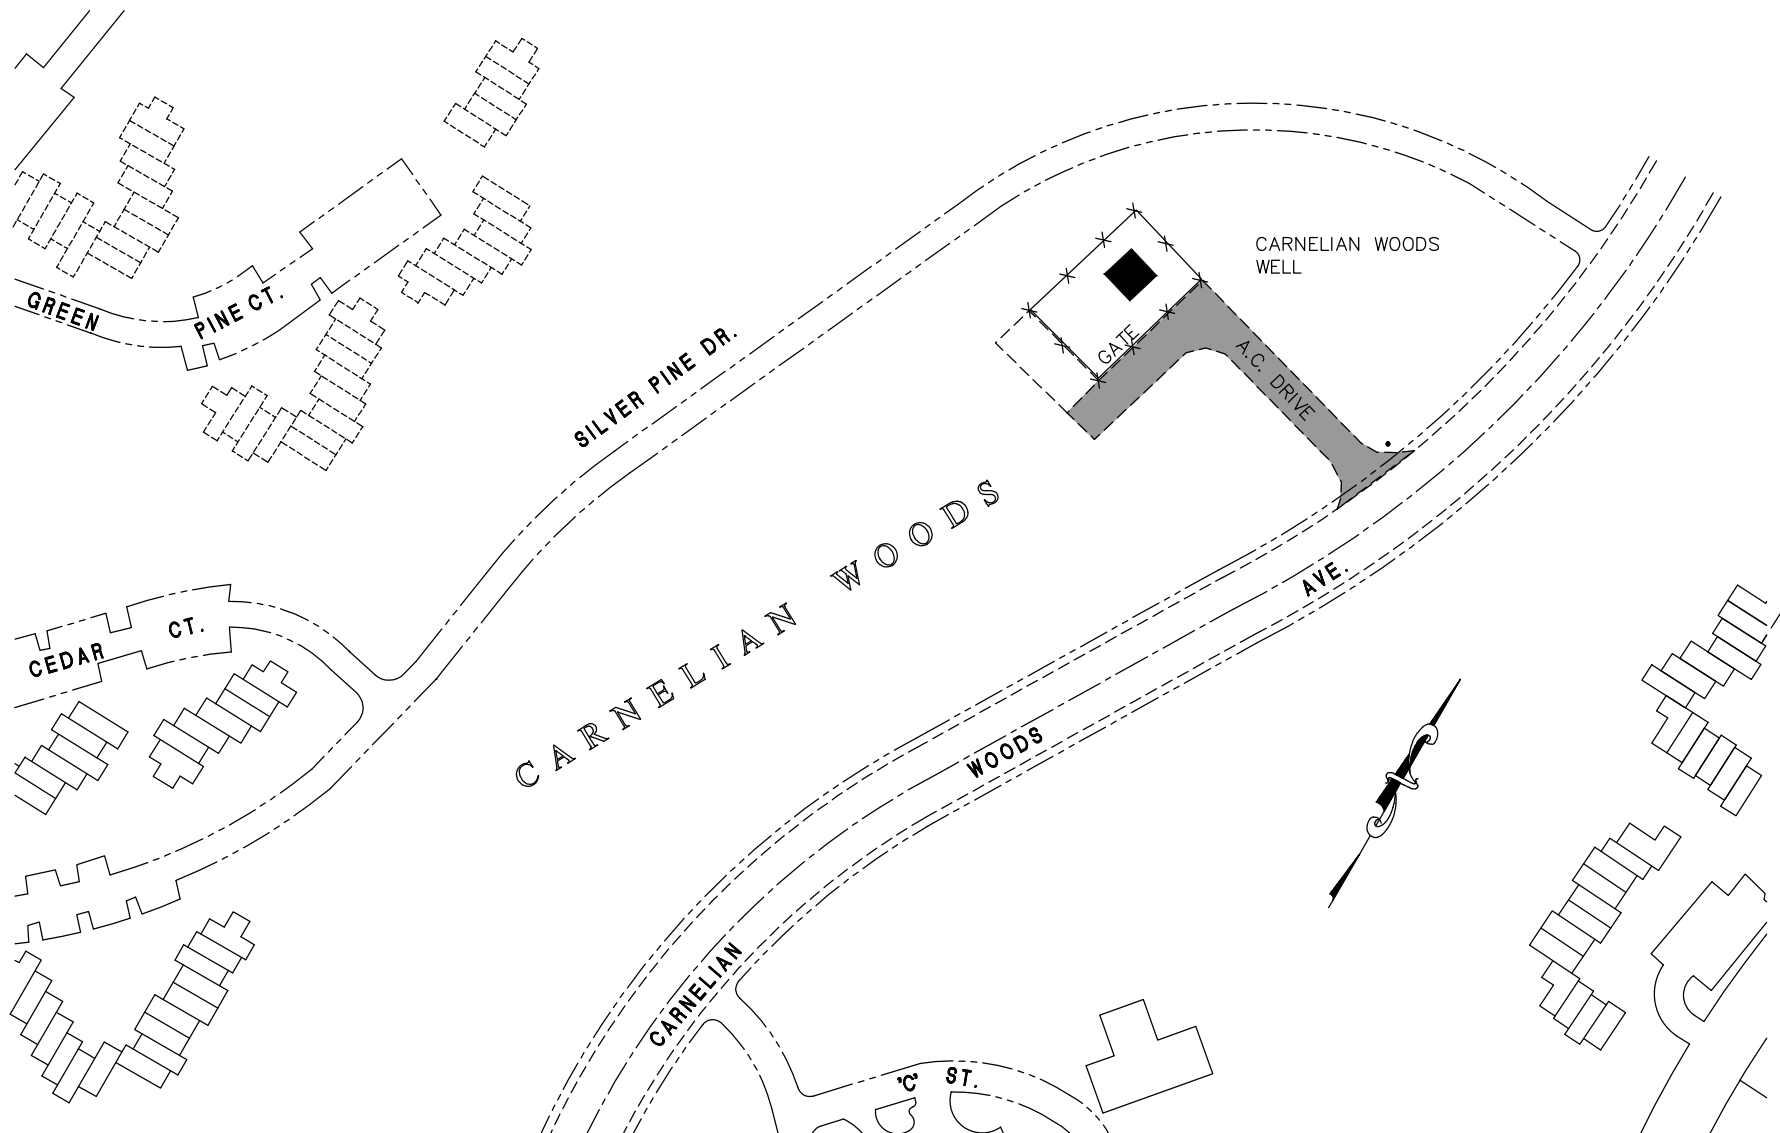 CARNELIAN WOODS
WELL
GATE
A.C. DRIVE
GREEN PINE CT.
SILVER PINE DR.
CARNELIAN WOODS
CEDAR CT.
CARNELIAN WOODS AVE.
'C' ST.